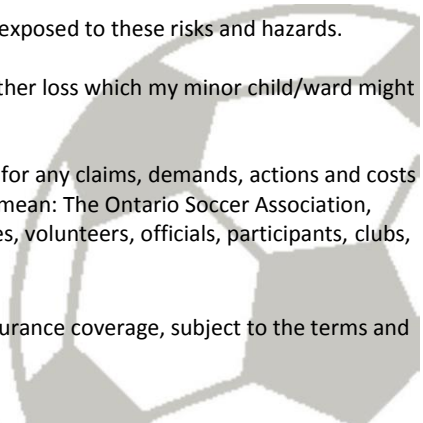 exposed to these risks and hazards.
ther loss which my minor child/ward might
for any claims, demands, actions and costs
mean: The Ontario Soccer Association,
es, volunteers, officials, participants, clubs,
surance coverage, subject to the terms and